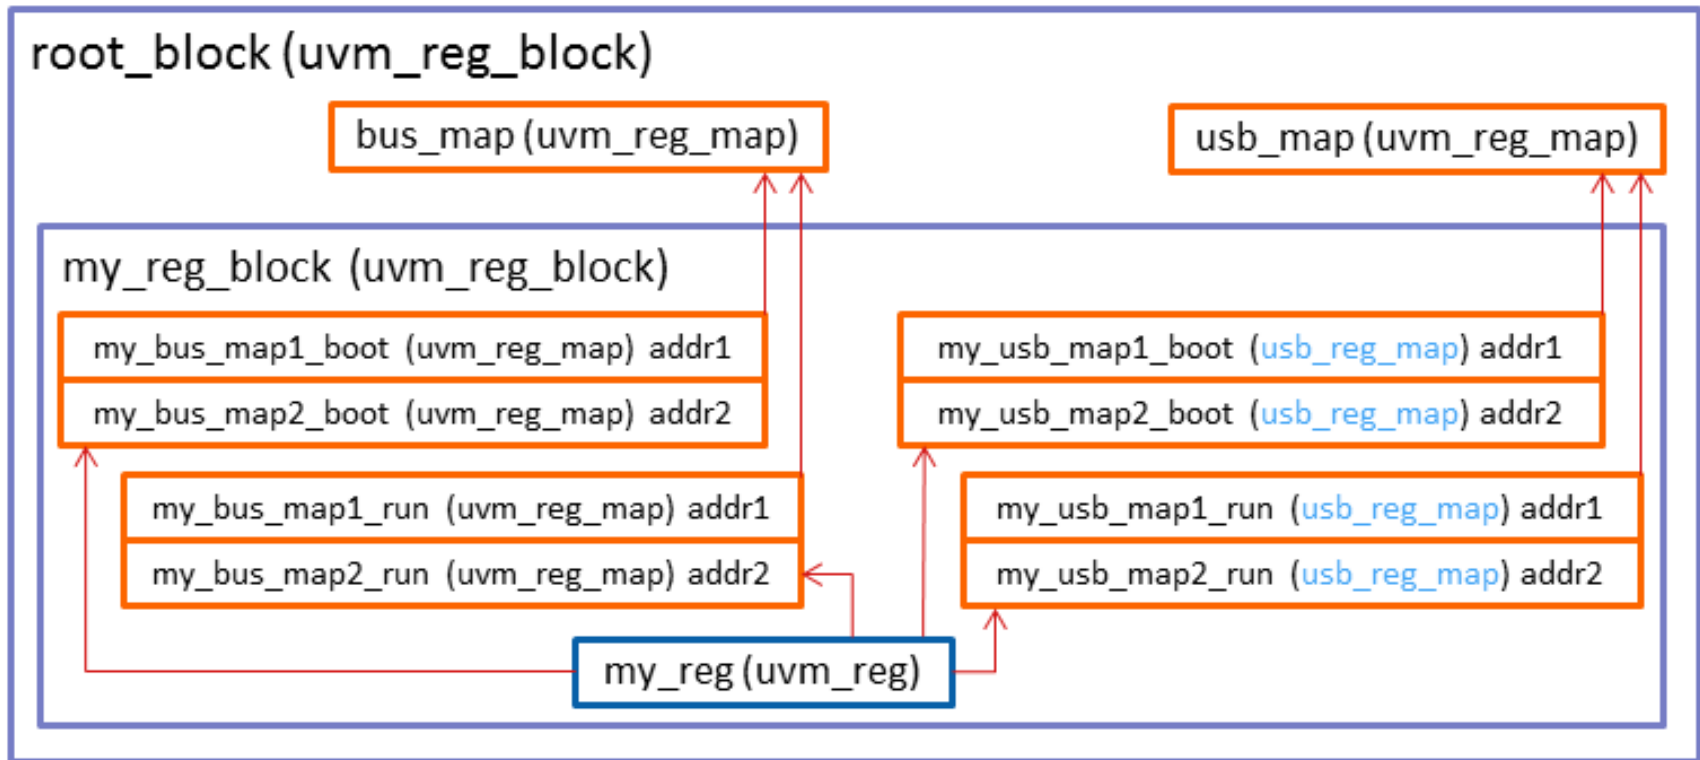 root_block (uvm_reg_block)
bus_map (uvm_reg_map)
usb_map (uvm_reg_map)
my_reg_block (uvm_reg_block)
my_bus_map1_boot (uvm_reg_map) addr1
my_bus_map2_boot (uvm_reg_map) addr2
my_usb_map1_boot (usb_reg_map) addr1
my_usb_map2_boot (usb_reg_map) addr2
my_bus_map1_run (uvm_reg_map) addr1
my_bus_map2_run (uvm_reg_map) addr2
my_usb_map1_run (usb_reg_map) addr1
my_usb_map2_run (usb_reg_map) addr2
my_reg (uvm_reg)